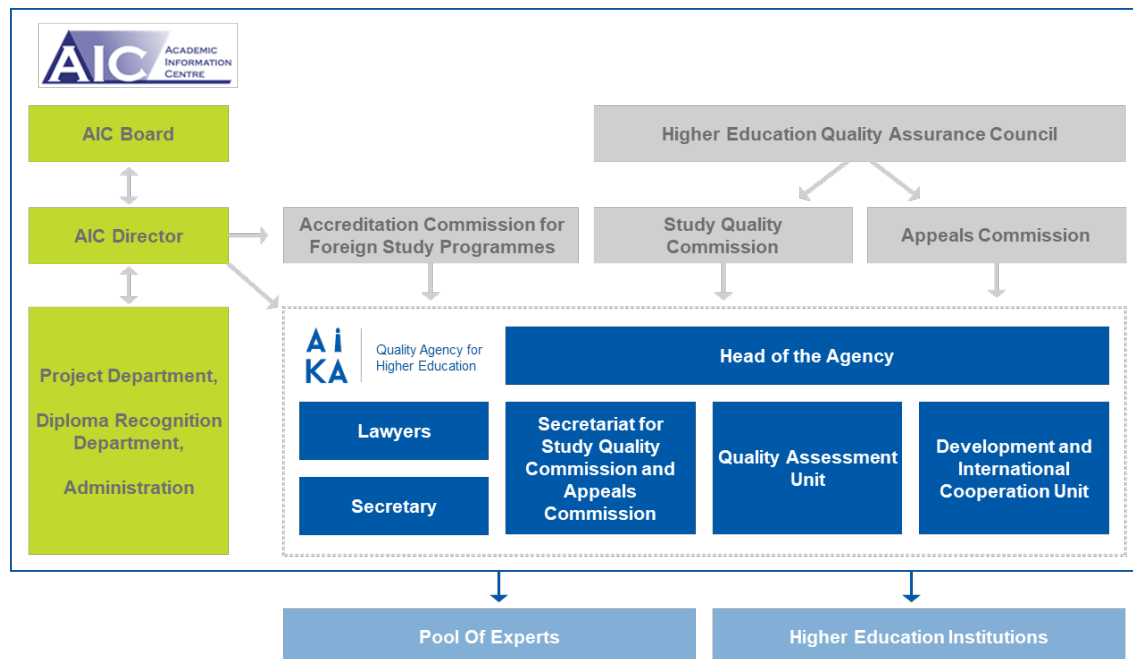 AIC
ACADEMIC
INFORMATION
CENTRE
AIC Board
Higher Education Quality Assurance Council
AIC Director
Accreditation Commission for
Foreign Study Programmes
Study Quality
Commission
Appeals Commission
Project Department,
Diploma Recognition
Department,
Administration
AiKA
Quality Agency for
Higher Education
Head of the Agency
Lawyers
Secretary
Secretariat for
Study Quality
Commission and
Appeals
Commission
Quality Assessment
Unit
Development and
International
Cooperation Unit
Pool Of Experts
Higher Education Institutions